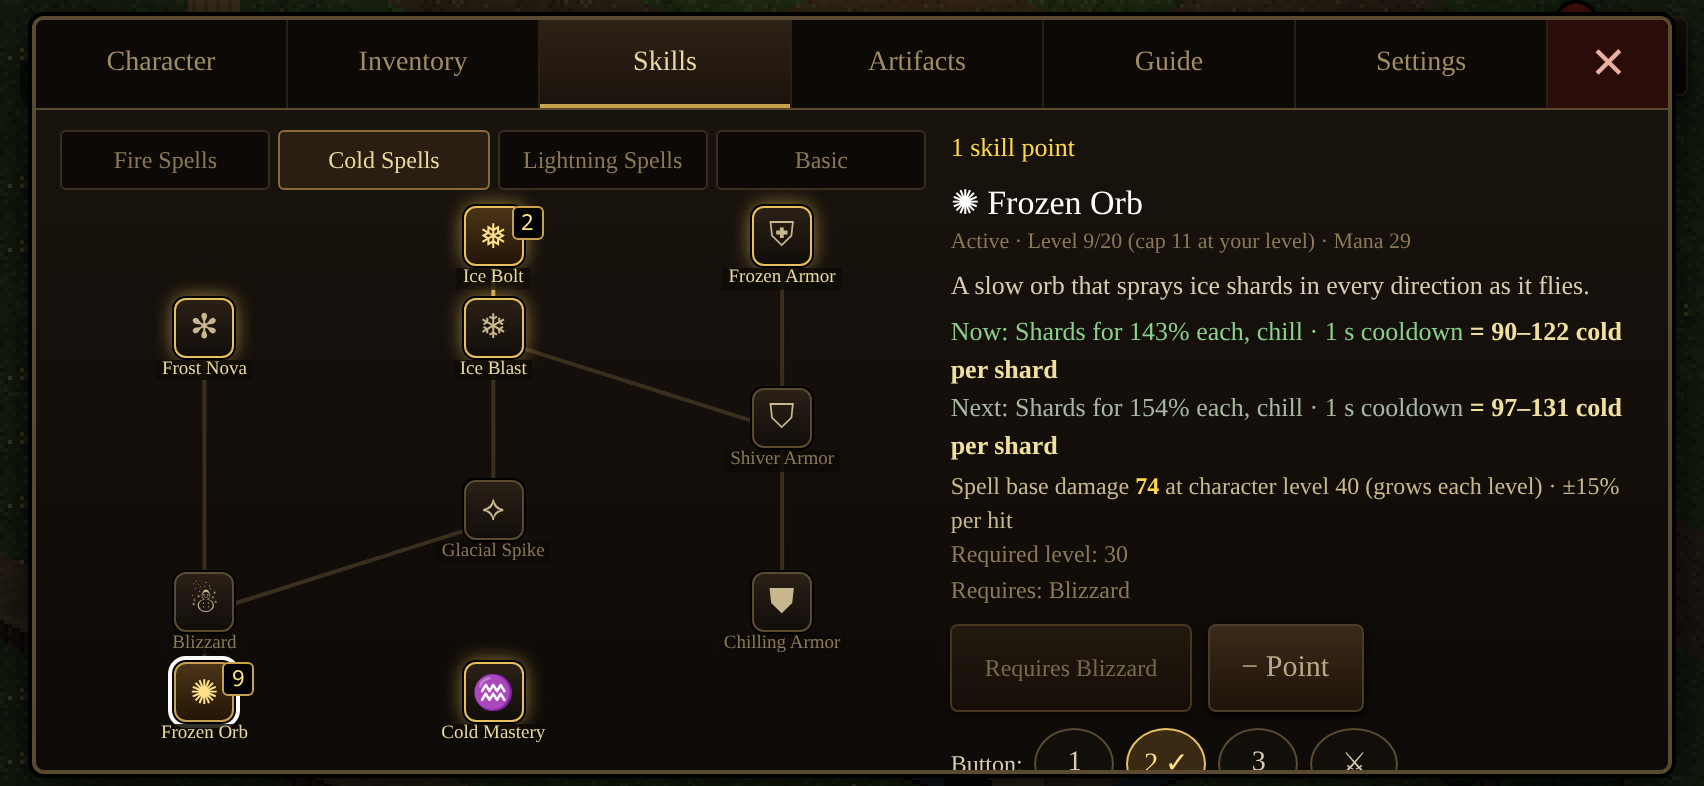 Character
Inventory
Skills
Artifacts
Guide
Settings
✕
Fire Spells
Cold Spells
Lightning Spells
Basic
2
Ice Bolt
Frozen Armor
Frost Nova
Ice Blast
Shiver Armor
Glacial Spike
Blizzard
Chilling Armor
9
Frozen Orb
Cold Mastery
1 skill point
✺ Frozen Orb
Active · Level 9/20 (cap 11 at your level) · Mana 29
A slow orb that sprays ice shards in every direction as it flies.
Now: Shards for 143% each, chill · 1 s cooldown = 90–122 cold
per shard
Next: Shards for 154% each, chill · 1 s cooldown = 97–131 cold
per shard
Spell base damage 74 at character level 40 (grows each level) · ±15%
per hit
Required level: 30
Requires: Blizzard
Requires Blizzard
− Point
Button:
1
2 ✓
3
⚔